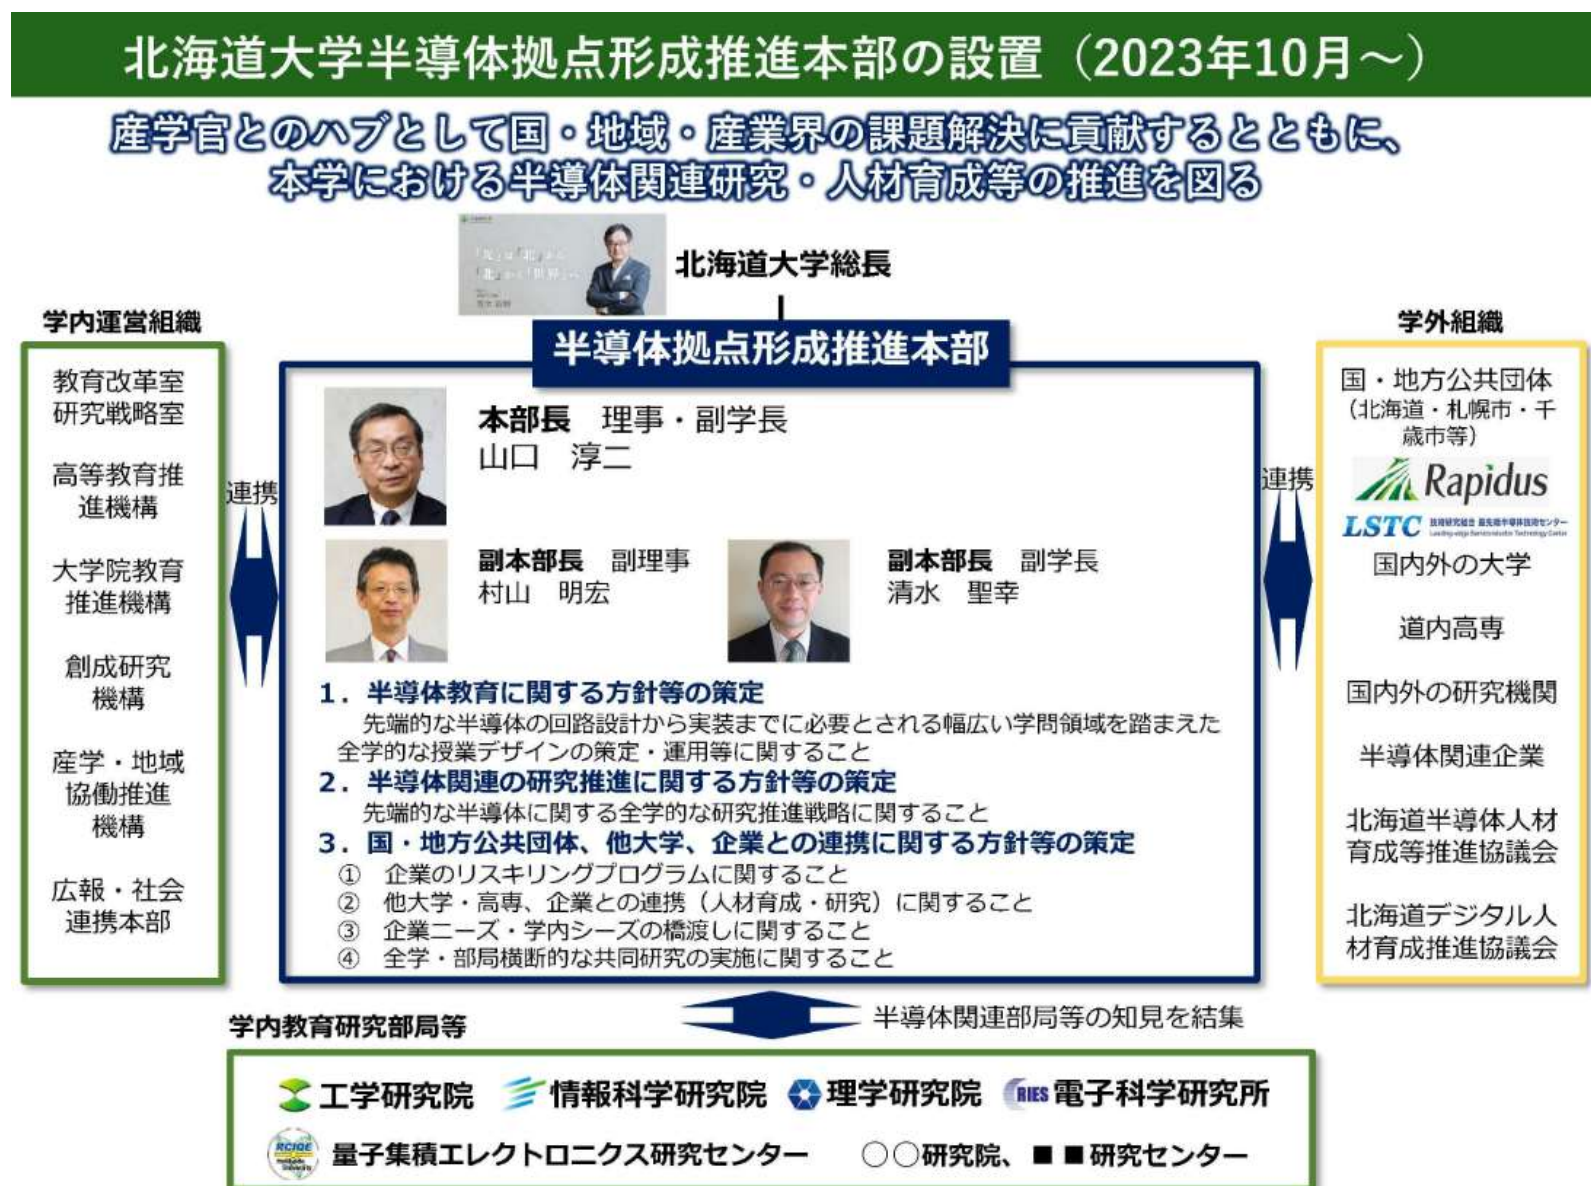 北海道大学半導体拠点形成推進本部の設置（2023年10月～）
産学官とのハブとして国・地域・産業界の課題解決に貢献するとともに、
本学における半導体関連研究・人材育成等の推進を図る
北海道大学総長
学内運営組織
教育改革室
研究戦略室
高等教育推
進機構
大学院教育
推進機構
創成研究
機構
産学・地域
協働推進
機構
広報・社会
連携本部
連携
半導体拠点形成推進本部
本部長 理事・副学長
山口 淳二
副本部長 副理事
村山 明宏
副本部長 副学長
清水 聖幸
1．半導体教育に関する方針等の策定
先端的な半導体の回路設計から実装までに必要とされる幅広い学問領域を踏まえた
全学的な授業デザインの策定・運用等に関すること
2．半導体関連の研究推進に関する方針等の策定
先端的な半導体に関する全学的な研究推進戦略に関すること
3．国・地方公共団体、他大学、企業との連携に関する方針等の策定
① 企業のリスキリングプログラムに関すること
② 他大学・高専、企業との連携（人材育成・研究）に関すること
③ 企業ニーズ・学内シーズの橋渡しに関すること
④ 全学・部局横断的な共同研究の実施に関すること
連携
学外組織
国・地方公共団体
（北海道・札幌市・千
歳市等）
Rapidus
LSTC 技術研究組合 最先端半導体技術センター
Leading-edge Semiconductor Technology Center
国内外の大学
道内高専
国内外の研究機関
半導体関連企業
北海道半導体人材
育成等推進協議会
北海道デジタル人
材育成推進協議会
半導体関連部局等の知見を結集
学内教育研究部局等
工学研究院 情報科学研究院 理学研究院 RIES 電子科学研究所
RCIQE 量子集積エレクトロニクス研究センター ○○研究院、■■研究センター